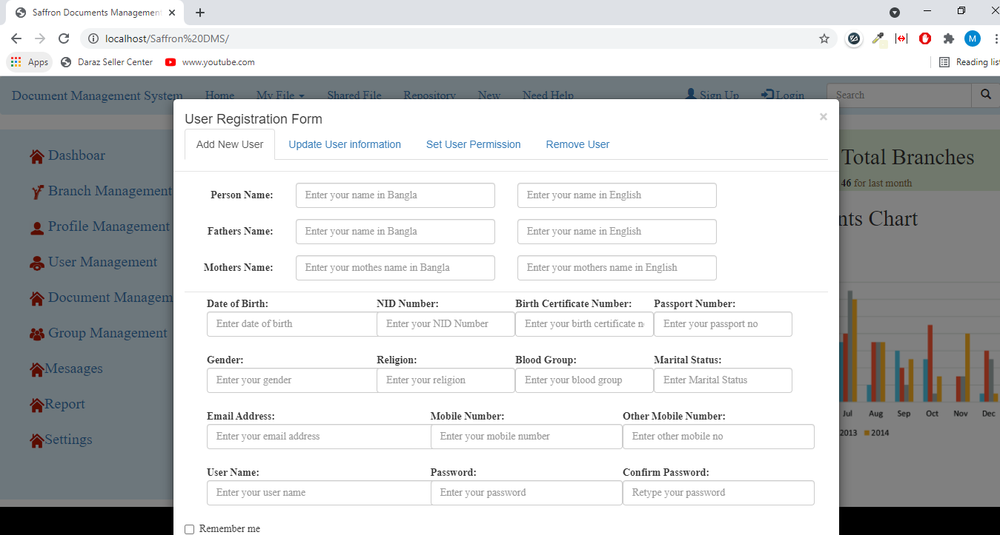 Saffron Documents Management
localhost/Saffron%20DMS/
M
Apps Daraz Seller Center www.youtube.com Reading list
Document Management System Home My File Shared File Repository New Need Help Sign Up Login Search
User Registration Form ×
Add New User Update User information Set User Permission Remove User
Dashboar
Branch Management
Profile Management
User Management
Document Managem
Group Management
Mesaages
Report
Settings
Total Branches
46 for last month
nts Chart
Person Name: Enter your name in Bangla Enter your name in English
Fathers Name: Enter your name in Bangla Enter your name in English
Mothers Name: Enter your mothes name in Bangla Enter your mothers name in English
Date of Birth: NID Number: Birth Certificate Number: Passport Number:
Enter date of birth Enter your NID Number Enter your birth certificate n Enter your passport no
Gender: Religion: Blood Group: Marital Status:
Enter your gender Enter your religion Enter your blood group Enter Marital Status
Email Address: Mobile Number: Other Mobile Number:
Enter your email address Enter your mobile number Enter other mobile no
User Name: Password: Confirm Password:
Enter your user name Enter your password Retype your password
Remember me
Jul Aug Sep Oct Nov Dec
2013 2014